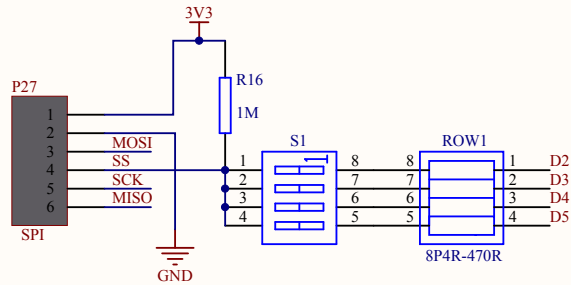 3V3
P27
R16
1M
1
2
3
4
5
6
MOSI
SS
SCK
MISO
SPI
GND
S1
1
1 8
2 7
3 6
4 5
ROW1
8 1 D2
7 2 D3
6 3 D4
5 4 D5
8P4R-470R